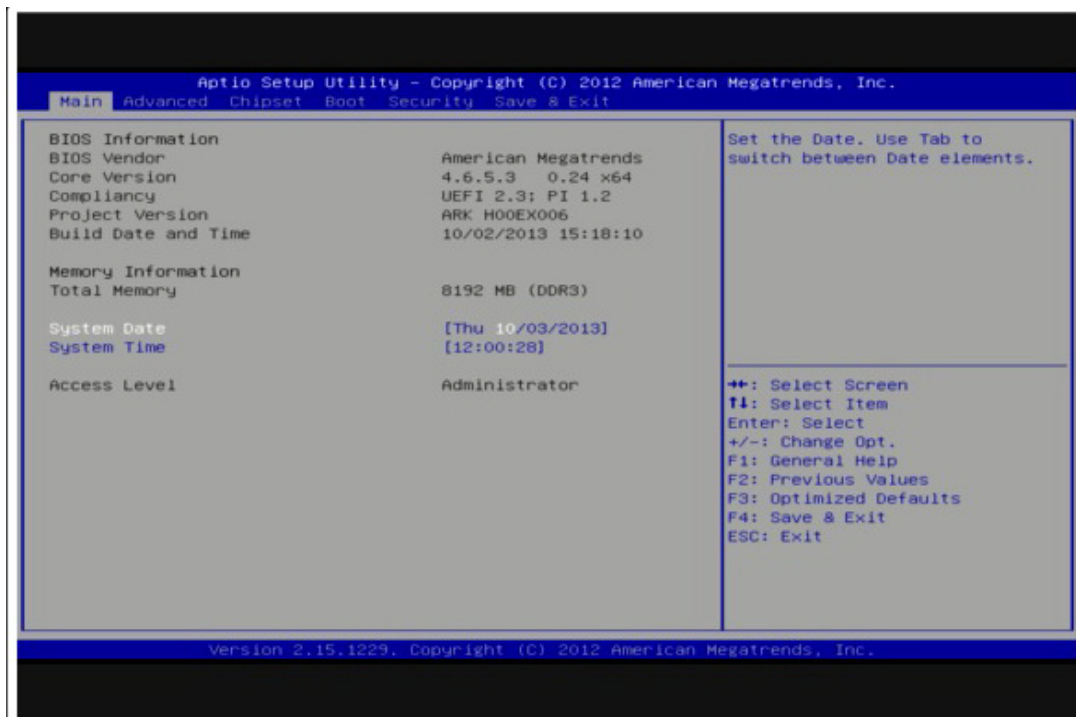 Aptio Setup Utility – Copyright (C) 2012 American Megatrends, Inc.
Main Advanced Chipset Boot Security Save & Exit
BIOS Information
BIOS Vendor American Megatrends
Core Version 4.6.5.3 0.24 x64
Compliancy UEFI 2.3; PI 1.2
Project Version ARK H00EX006
Build Date and Time 10/02/2013 15:18:10
Memory Information
Total Memory 8192 MB (DDR3)
System Date [Thu 10/03/2013]
System Time [12:00:28]
Access Level Administrator
Set the Date. Use Tab to
switch between Date elements.
→←: Select Screen
↑↓: Select Item
Enter: Select
+/-: Change Opt.
F1: General Help
F2: Previous Values
F3: Optimized Defaults
F4: Save & Exit
ESC: Exit
Version 2.15.1229. Copyright (C) 2012 American Megatrends, Inc.